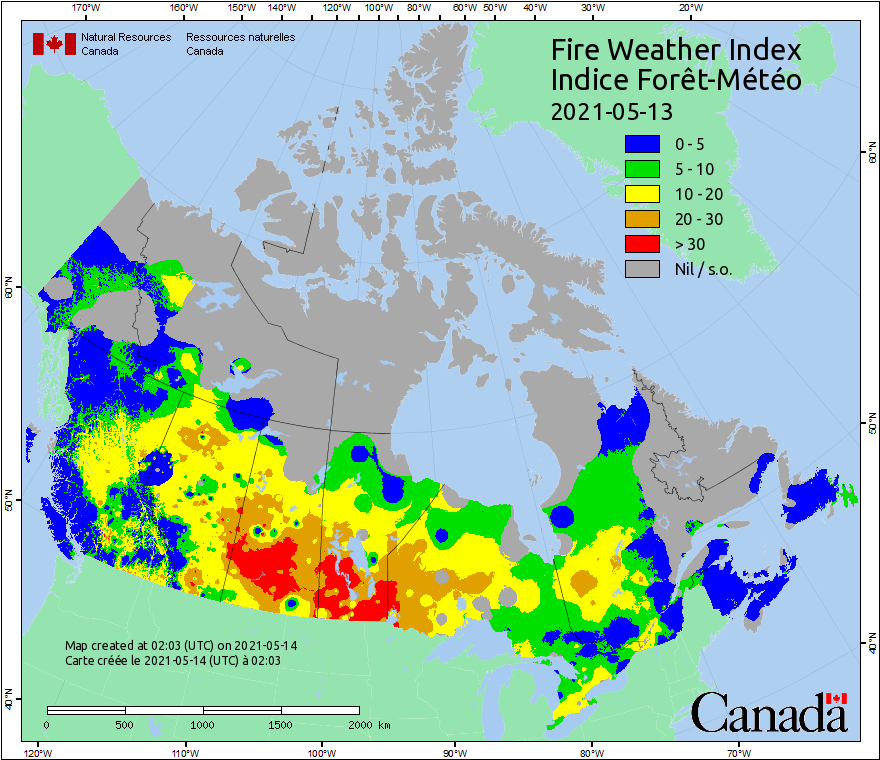 170°W 160°W 150°W 140°W 130°W 120°W 110°W 100°W 90°W 80°W 70°W 60°W 50°W 40°W 30°W 20°W
Natural Resources Canada
Ressources naturelles Canada
Fire Weather Index
Indice Forêt-Météo
2021-05-13
0 - 5
5 - 10
10 - 20
20 - 30
> 30
Nil / s.o.
60°N
60°N
50°N
50°N
40°N
40°N
Map created at 02:03 (UTC) on 2021-05-14
Carte créée le 2021-05-14 (UTC) à 02:03
0 500 1000 1500 2000 km
Canada
120°W 110°W 100°W 90°W 80°W 70°W